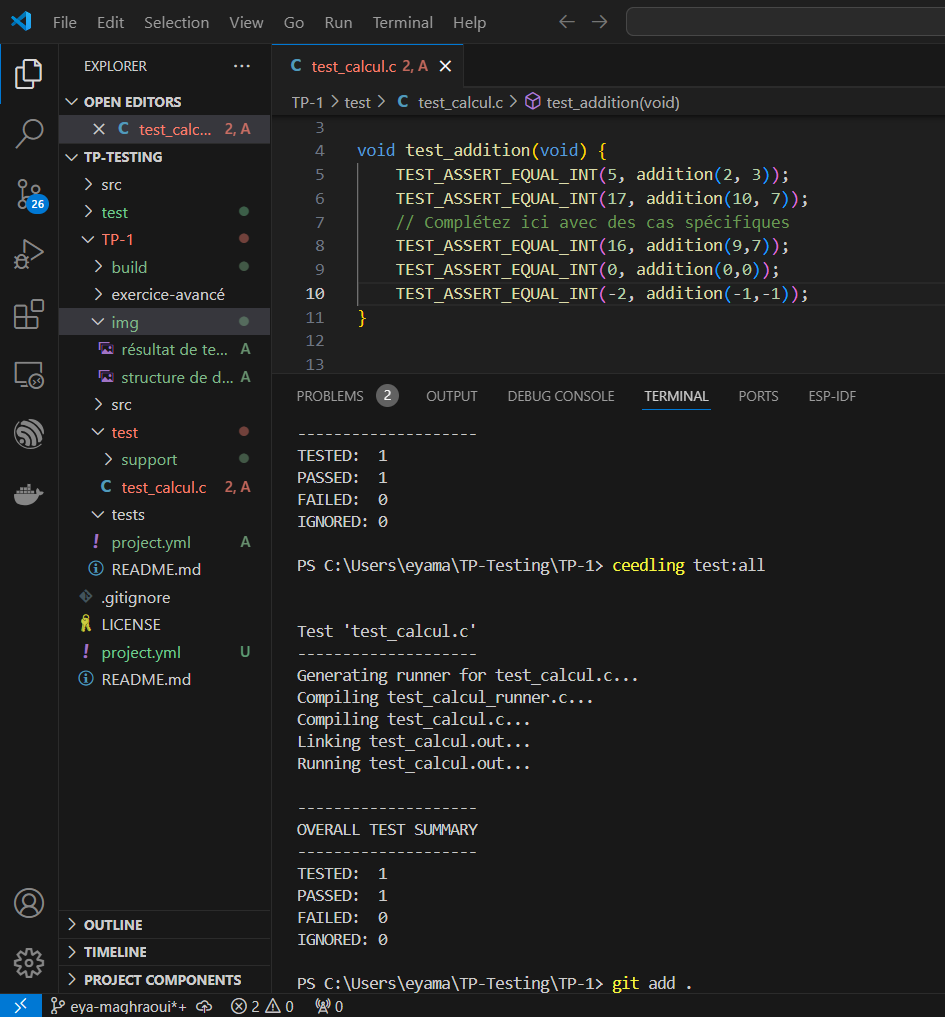 File Edit Selection View Go Run Terminal Help
EXPLORER
OPEN EDITORS
test_calc... 2, A
TP-TESTING
src
test
TP-1
build
exercice-avancé
img
résultat de te... A
structure de d... A
src
test
support
C test_calcul.c 2, A
tests
! project.yml A
README.md
.gitignore
LICENSE
! project.yml U
README.md
OUTLINE
TIMELINE
PROJECT COMPONENTS
26
C test_calcul.c 2, A
TP-1 > test > C test_calcul.c > test_addition(void)
3
4 void test_addition(void) {
5 TEST_ASSERT_EQUAL_INT(5, addition(2, 3));
6 TEST_ASSERT_EQUAL_INT(17, addition(10, 7));
7 // Complétez ici avec des cas spécifiques
8 TEST_ASSERT_EQUAL_INT(16, addition(9,7));
9 TEST_ASSERT_EQUAL_INT(0, addition(0,0));
10 TEST_ASSERT_EQUAL_INT(-2, addition(-1,-1));
11 }
12
13
PROBLEMS 2 OUTPUT DEBUG CONSOLE TERMINAL PORTS ESP-IDF
--------------------
TESTED: 1
PASSED: 1
FAILED: 0
IGNORED: 0
PS C:\Users\eyama\TP-Testing\TP-1> ceedling test:all
Test 'test_calcul.c'
--------------------
Generating runner for test_calcul.c...
Compiling test_calcul_runner.c...
Compiling test_calcul.c...
Linking test_calcul.out...
Running test_calcul.out...
--------------------
OVERALL TEST SUMMARY
--------------------
TESTED: 1
PASSED: 1
FAILED: 0
IGNORED: 0
PS C:\Users\eyama\TP-Testing\TP-1> git add .
eya-maghraoui*+ 2 0 0